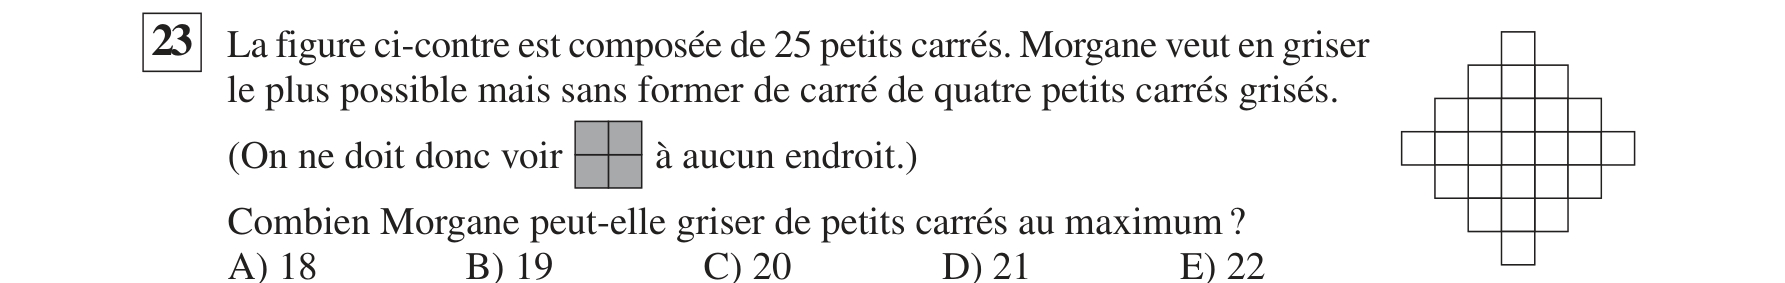 23 La figure ci-contre est composée de 25 petits carrés. Morgane veut en griser
le plus possible mais sans former de carré de quatre petits carrés grisés.
(On ne doit donc voir à aucun endroit.)
Combien Morgane peut-elle griser de petits carrés au maximum ?
A) 18 B) 19 C) 20 D) 21 E) 22